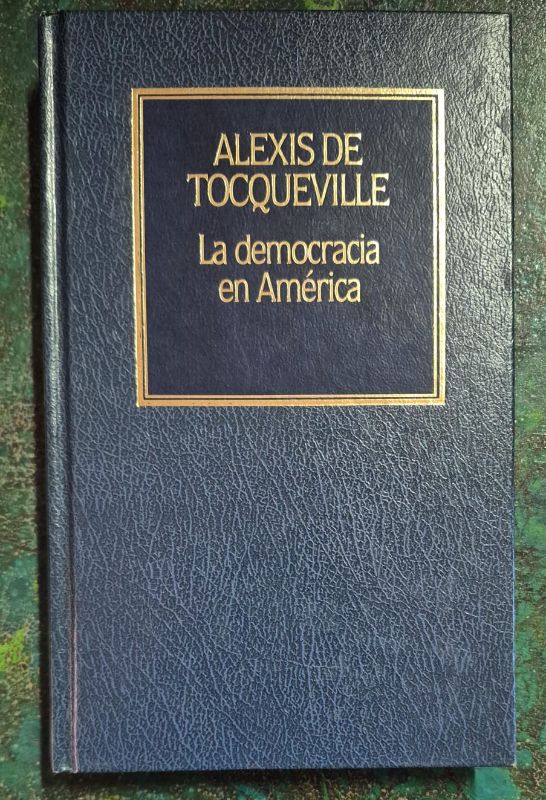 ALEXIS DE
TOCQUEVILLE
La democracia
en América